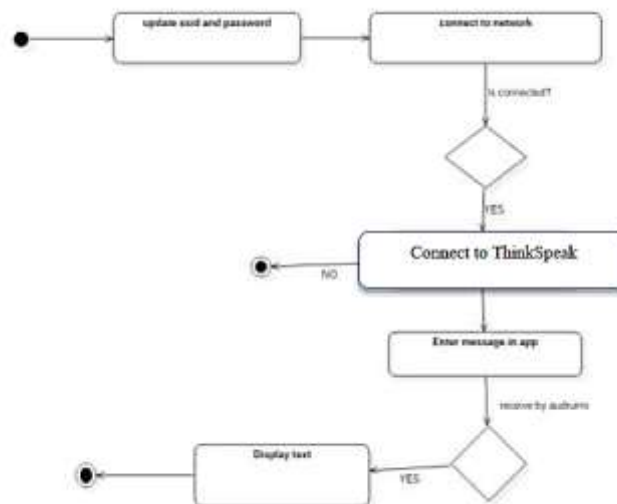 update ssid and password
connect to network
is connected?
YES
Connect to ThinkSpeak
NO
Enter message in app
receive by
Display text
YES